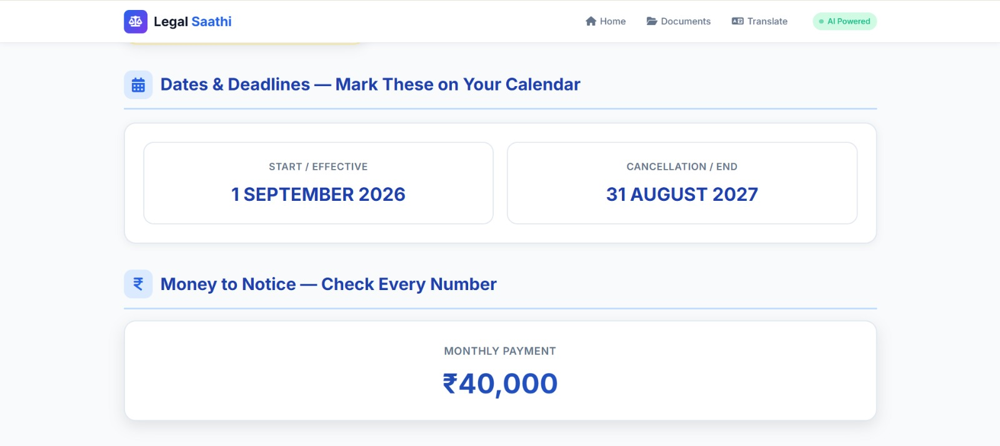 Legal Saathi
Home
Documents
Translate
AI Powered
Dates & Deadlines — Mark These on Your Calendar
START / EFFECTIVE
1 SEPTEMBER 2026
CANCELLATION / END
31 AUGUST 2027
₹
Money to Notice — Check Every Number
MONTHLY PAYMENT
₹40,000